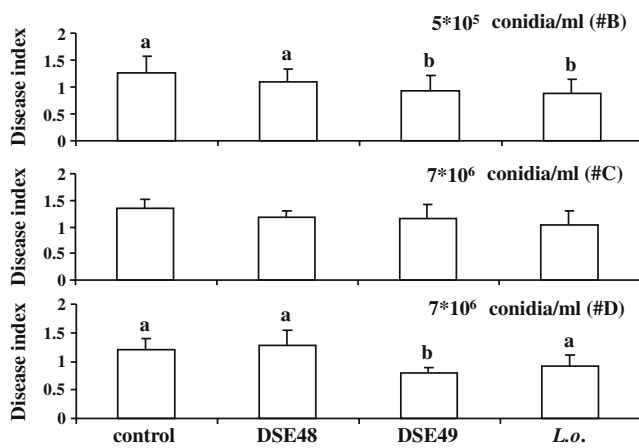 5*10⁵ conidia/ml (#B)
Disease index
2
1.5
1
0.5
0
a a b b
7*10⁶ conidia/ml (#C)
Disease index
2
1.5
1
0.5
0
7*10⁶ conidia/ml (#D)
Disease index
2
1.5
1
0.5
0
a a b a
control DSE48 DSE49 L.o.